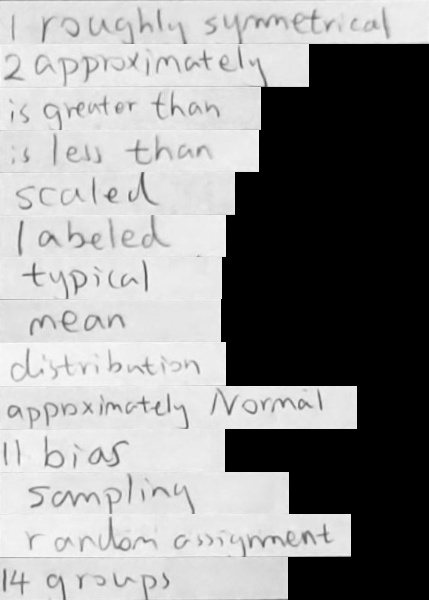 1 roughly symmetrical
2 approximately
is greater than
is less than
scaled
labeled
typical
mean
distribution
approximately Normal
11 bias
sampling
random assignment
14 groups